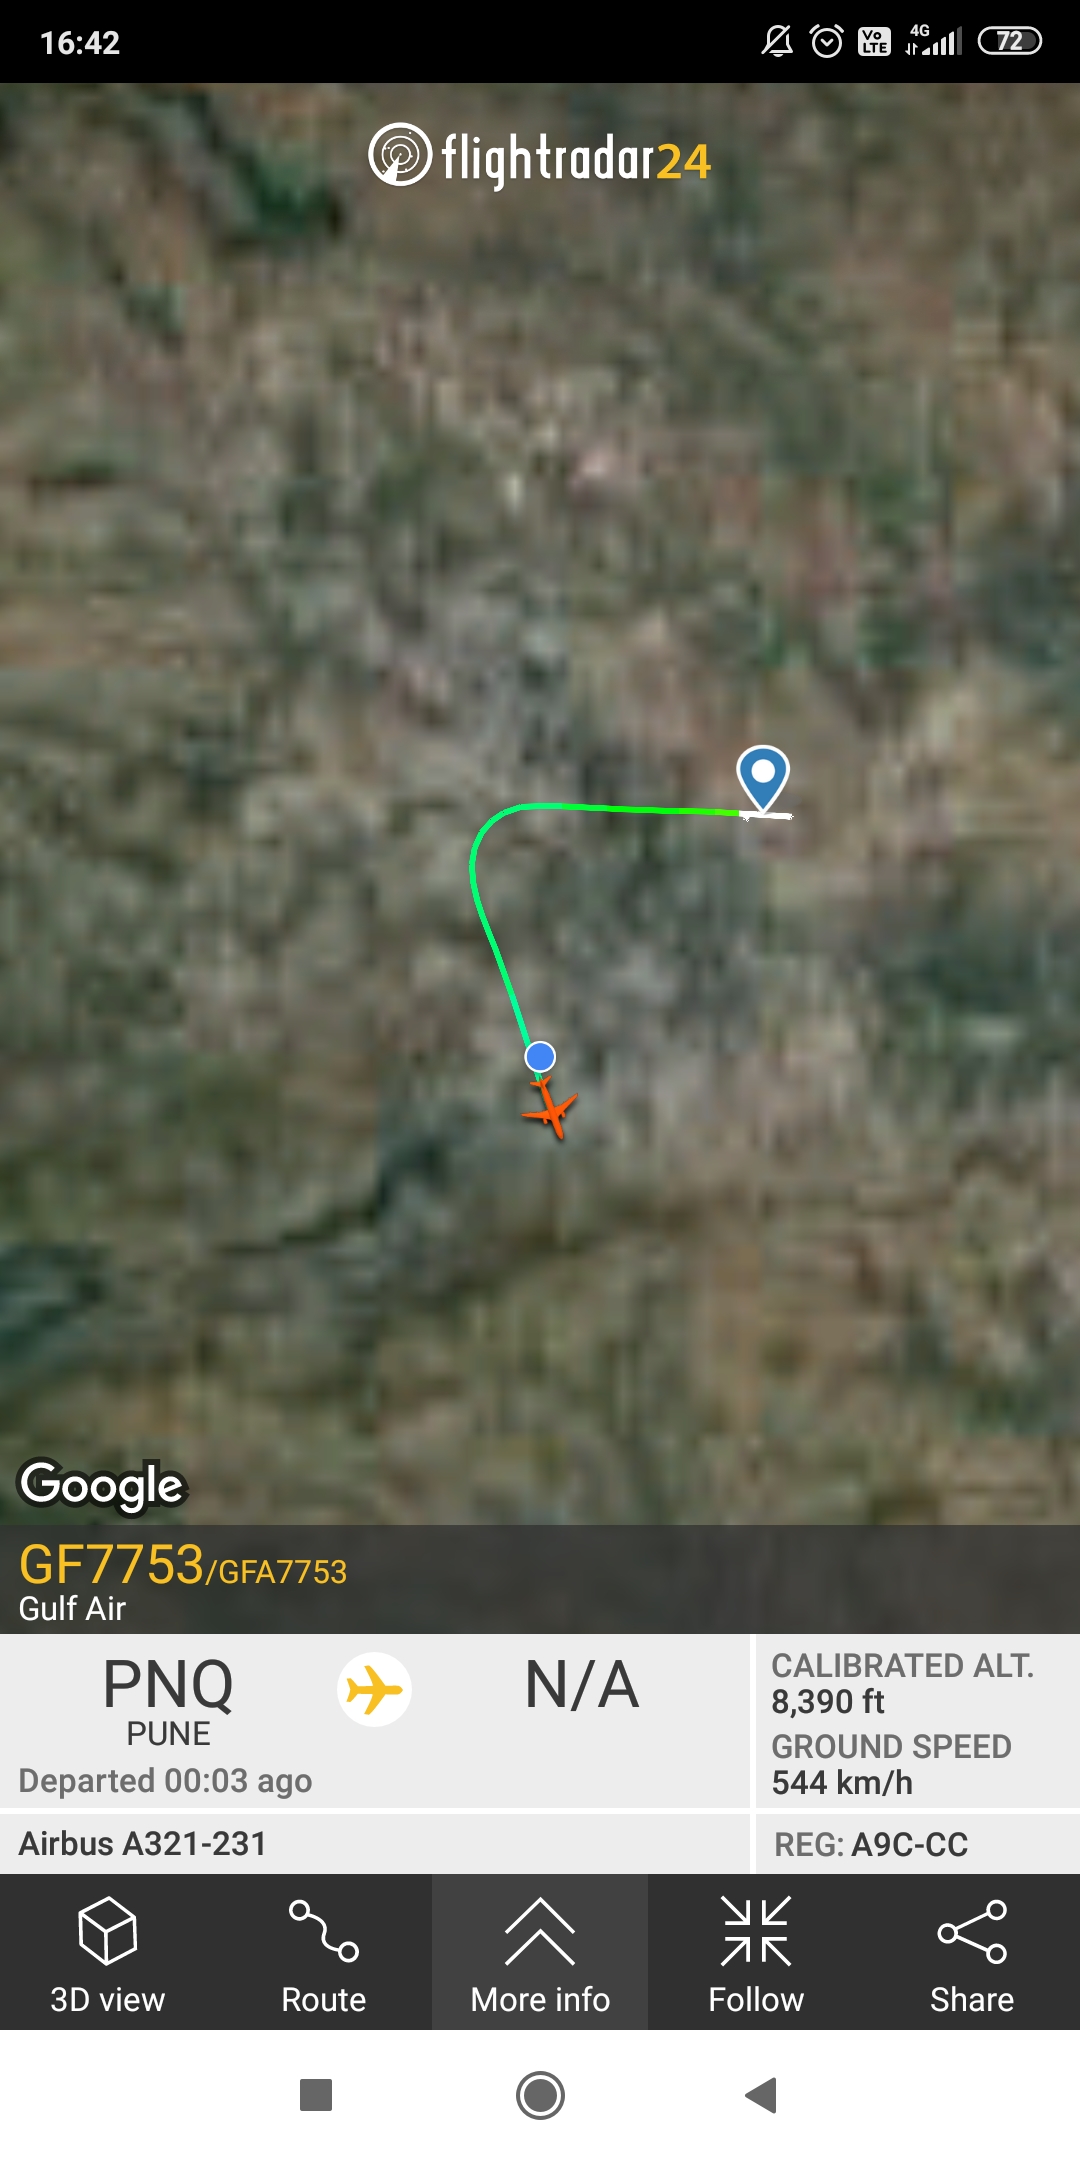 16:42
Vo LTE
4G
72
flightradar24
Google
GF7753/GFA7753
Gulf Air
PNQ
PUNE
N/A
Departed 00:03 ago
CALIBRATED ALT.
8,390 ft
GROUND SPEED
544 km/h
Airbus A321-231
REG: A9C-CC
3D view
Route
More info
Follow
Share